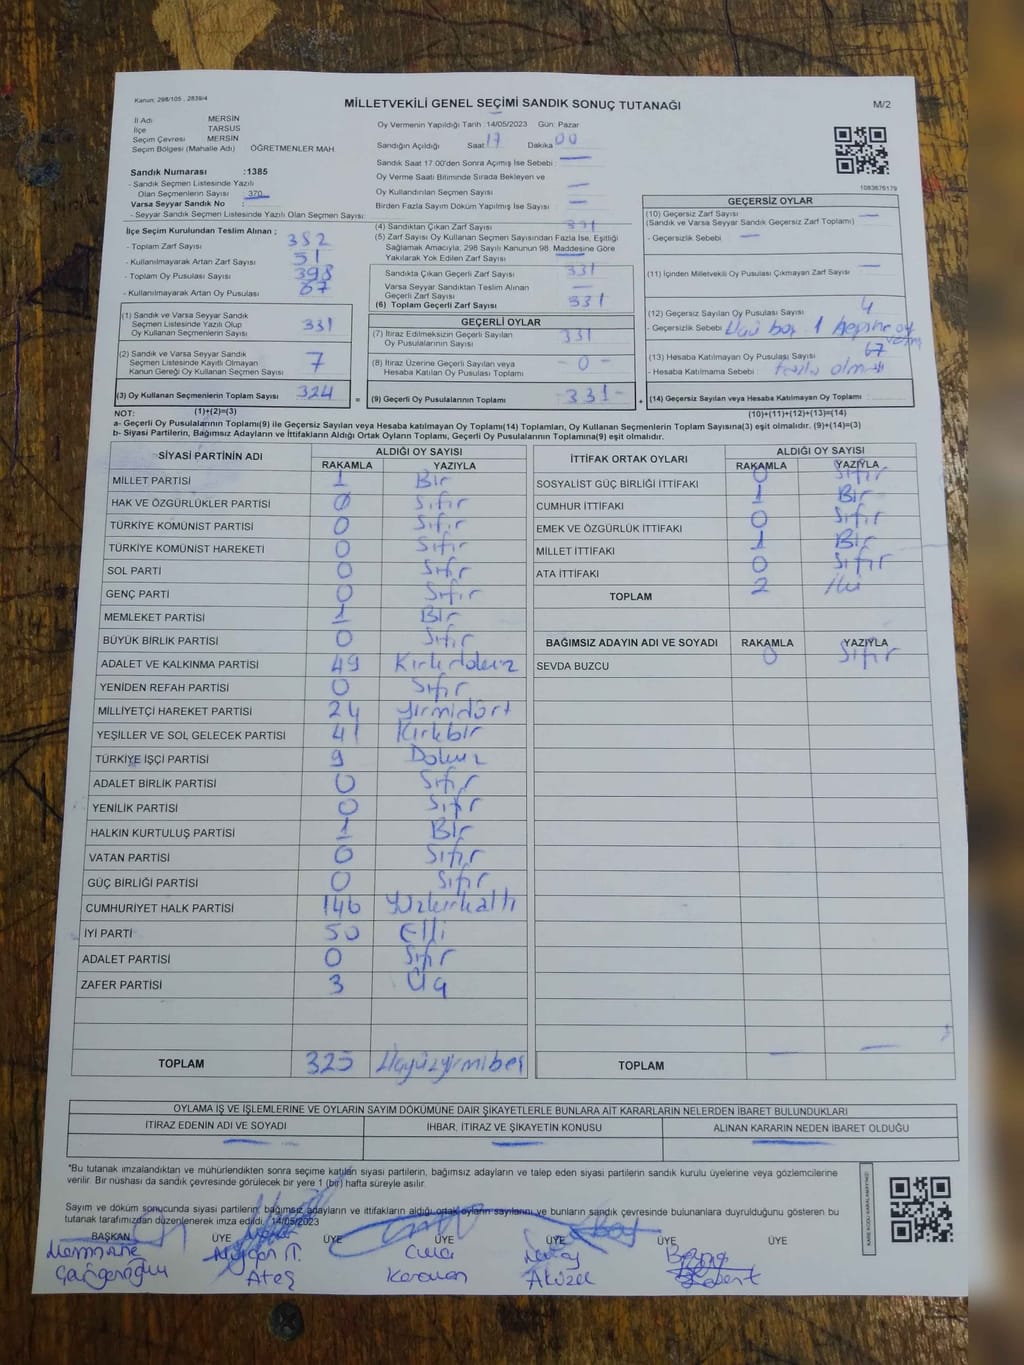 Kanun: 298/105 , 2839/4
MİLLETVEKİLİ GENEL SEÇİMİ SANDIK SONUÇ TUTANAĞI
M/2
İl Adı : MERSİN
İlçe TARSUS
Seçim Çevresi : MERSİN
Seçim Bölgesi (Mahalle Adı) : ÖĞRETMENLER MAH.
Oy Vermenin Yapıldığı Tarih :14/05/2023 Gün: Pazar
Sandığın Açıldığı Saat 17 Dakika 00
Sandık Saat 17.00'den Sonra Açımış İse Sebebi : —
Oy Verme Saati Bitiminde Sırada Bekleyen ve
Oy Kullandırılan Seçmen Sayısı —
Birden Fazla Sayım Döküm Yapılmış İse Sayısı —
1083676179
Sandık Numarası :1385
- Sandık Seçmen Listesinde Yazılı
Olan Seçmenlerin Sayısı : 370
Varsa Seyyar Sandık No :
- Seyyar Sandık Seçmen Listesinde Yazılı Olan Seçmen Sayısı:
İlçe Seçim Kurulundan Teslim Alınan ;
- Toplam Zarf Sayısı 382
- Kullanılmayarak Artan Zarf Sayısı 51
- Toplam Oy Pusulası Sayısı 398
- Kullanılmayarak Artan Oy Pusulası 67
(1) Sandık ve Varsa Seyyar Sandık
Seçmen Listesinde Yazılı Olup
Oy Kullanan Seçmenlerin Sayısı 331
(2) Sandık ve Varsa Seyyar Sandık
Seçmen Listesinde Kayıtlı Olmayan
Kanun Gereği Oy Kullanan Seçmen Sayısı 7
(3) Oy Kullanan Seçmenlerin Toplam Sayısı 324
(4) Sandıktan Çıkan Zarf Sayısı 331
(5) Zarf Sayısı Oy Kullanan Seçmen Sayısından Fazla İse, Eşitliği
Sağlamak Amacıyla; 298 Sayılı Kanunun 98. Maddesine Göre
Yakılarak Yok Edilen Zarf Sayısı
Sandıkta Çıkan Geçerli Zarf Sayısı 331
Varsa Seyyar Sandıktan Teslim Alınan
Geçerli Zarf Sayısı —
(6) Toplam Geçerli Zarf Sayısı 331
GEÇERLİ OYLAR
(7) İtiraz Edilmeksizin Geçerli Sayılan
Oy Pusulalarının Sayısı 331
(8) İtiraz Üzerine Geçerli Sayılan veya
Hesaba Katılan Oy Pusulası Toplamı - 0 -
= (9) Geçerli Oy Pusulalarının Toplamı - 331 -
GEÇERSİZ OYLAR
(10) Geçersiz Zarf Sayısı —
(Sandık ve Varsa Seyyar Sandık Geçersiz Zarf Toplamı)
- Geçersizlik Sebebi : —
(11) İçinden Milletvekili Oy Pusulası Çıkmayan Zarf Sayısı —
(12) Geçersiz Sayılan Oy Pusulası Sayısı 4
- Geçersizlik Sebebi : Üçü boş 1 hepsine oy
(13) Hesaba Katılmayan Oy Pusulası Sayısı 67
- Hesaba Katılmama Sebebi : fazla
+ (14) Geçersiz Sayılan veya Hesaba Katılmayan Oy Toplamı :
NOT: (1)+(2)=(3) (10)+(11)+(12)+(13)=(14)
a- Geçerli Oy Pusulalarının Toplamı(9) ile Geçersiz Sayılan veya Hesaba katılmayan Oy Toplamı(14) Toplamları, Oy Kullanan Seçmenlerin Toplam Sayısına(3) eşit olmalıdır. (9)+(14)=(3)
b- Siyasi Partilerin, Bağımsız Adayların ve İttifakların Aldığı Ortak Oyların Toplamı, Geçerli Oy Pusulalarının Toplamına(9) eşit olmalıdır.
SİYASİ PARTİNİN ADI ALDIĞI OY SAYISI
RAKAMLA YAZIYLA
MİLLET PARTİSİ 1 Bir
HAK VE ÖZGÜRLÜKLER PARTİSİ 0 Sıfır
TÜRKİYE KOMÜNİST PARTİSİ 0 Sıfır
TÜRKİYE KOMÜNİST HAREKETİ 0 Sıfır
SOL PARTİ 0 Sıfır
GENÇ PARTİ 0 Sıfır
MEMLEKET PARTİSİ 1 Bir
BÜYÜK BİRLİK PARTİSİ 0 Sıfır
ADALET VE KALKINMA PARTİSİ 49 Kırkdokuz
YENİDEN REFAH PARTİSİ 0 Sıfır
MİLLİYETÇİ HAREKET PARTİSİ 24 Yirmidört
YEŞİLLER VE SOL GELECEK PARTİSİ 41 Kırkbir
TÜRKİYE İŞÇİ PARTİSİ 9 Dokuz
ADALET BİRLİK PARTİSİ 0 Sıfır
YENİLİK PARTİSİ 0 Sıfır
HALKIN KURTULUŞ PARTİSİ 1 Bir
VATAN PARTİSİ 0 Sıfır
GÜÇ BİRLİĞİ PARTİSİ 0 Sıfır
CUMHURİYET HALK PARTİSİ 146 Yüzkırkaltı
İYİ PARTİ 50 Elli
ADALET PARTİSİ 0 Sıfır
ZAFER PARTİSİ 3 Üç
TOPLAM 325 Üçyüzyirmibeş
İTTİFAK ORTAK OYLARI ALDIĞI OY SAYISI
RAKAMLA YAZIYLA
SOSYALİST GÜÇ BİRLİĞİ İTTİFAKI 0 Sıfır
CUMHUR İTTİFAKI 1 Bir
EMEK VE ÖZGÜRLÜK İTTİFAKI 0 Sıfır
MİLLET İTTİFAKI 1 Bir
ATA İTTİFAKI 0 Sıfır
TOPLAM 2 İki
BAĞIMSIZ ADAYIN ADI VE SOYADI RAKAMLA YAZIYLA
SEVDA BUZCU 0 Sıfır
TOPLAM — —
OYLAMA İŞ VE İŞLEMLERİNE VE OYLARIN SAYIM DÖKÜMÜNE DAİR ŞİKAYETLERLE BUNLARA AİT KARARLARIN NELERDEN İBARET BULUNDUKLARI
İTİRAZ EDENİN ADI VE SOYADI İHBAR, İTİRAZ VE ŞİKAYETİN KONUSU ALINAN KARARIN NEDEN İBARET OLDUĞU
— — —
*Bu tutanak imzalandıktan ve mühürlendikten sonra seçime katılan siyasi partilerin, bağımsız adayların ve talep eden siyasi partilerin sandık kurulu üyelerine veya gözlemcilerine
verilir. Bir nüshası da sandık çevresinde görülecek bir yere 1 (bir) hafta süreyle asılır.
Sayım ve döküm sonucunda siyasi partilerin, bağımsız adayların ve ittifakların aldığı ortak oyların sayılarını ve bunların sandık çevresinde bulunanlara duyrulduğunu gösteren bu
tutanak tarafımızdan düzenlenerek imza edildi. 14/05/2023
KARE KODU KARALAMAYINIZ!
BAŞKAN ÜYE ÜYE ÜYE ÜYE ÜYE
Ateş